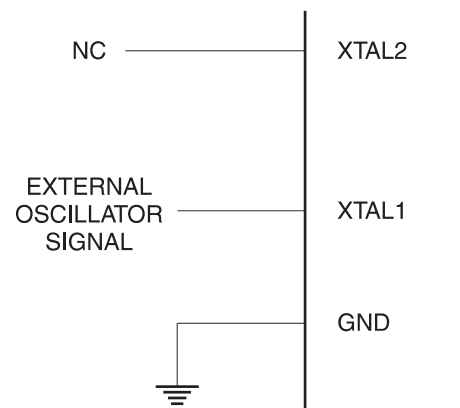 NC
XTAL2
EXTERNAL
OSCILLATOR
SIGNAL
XTAL1
GND